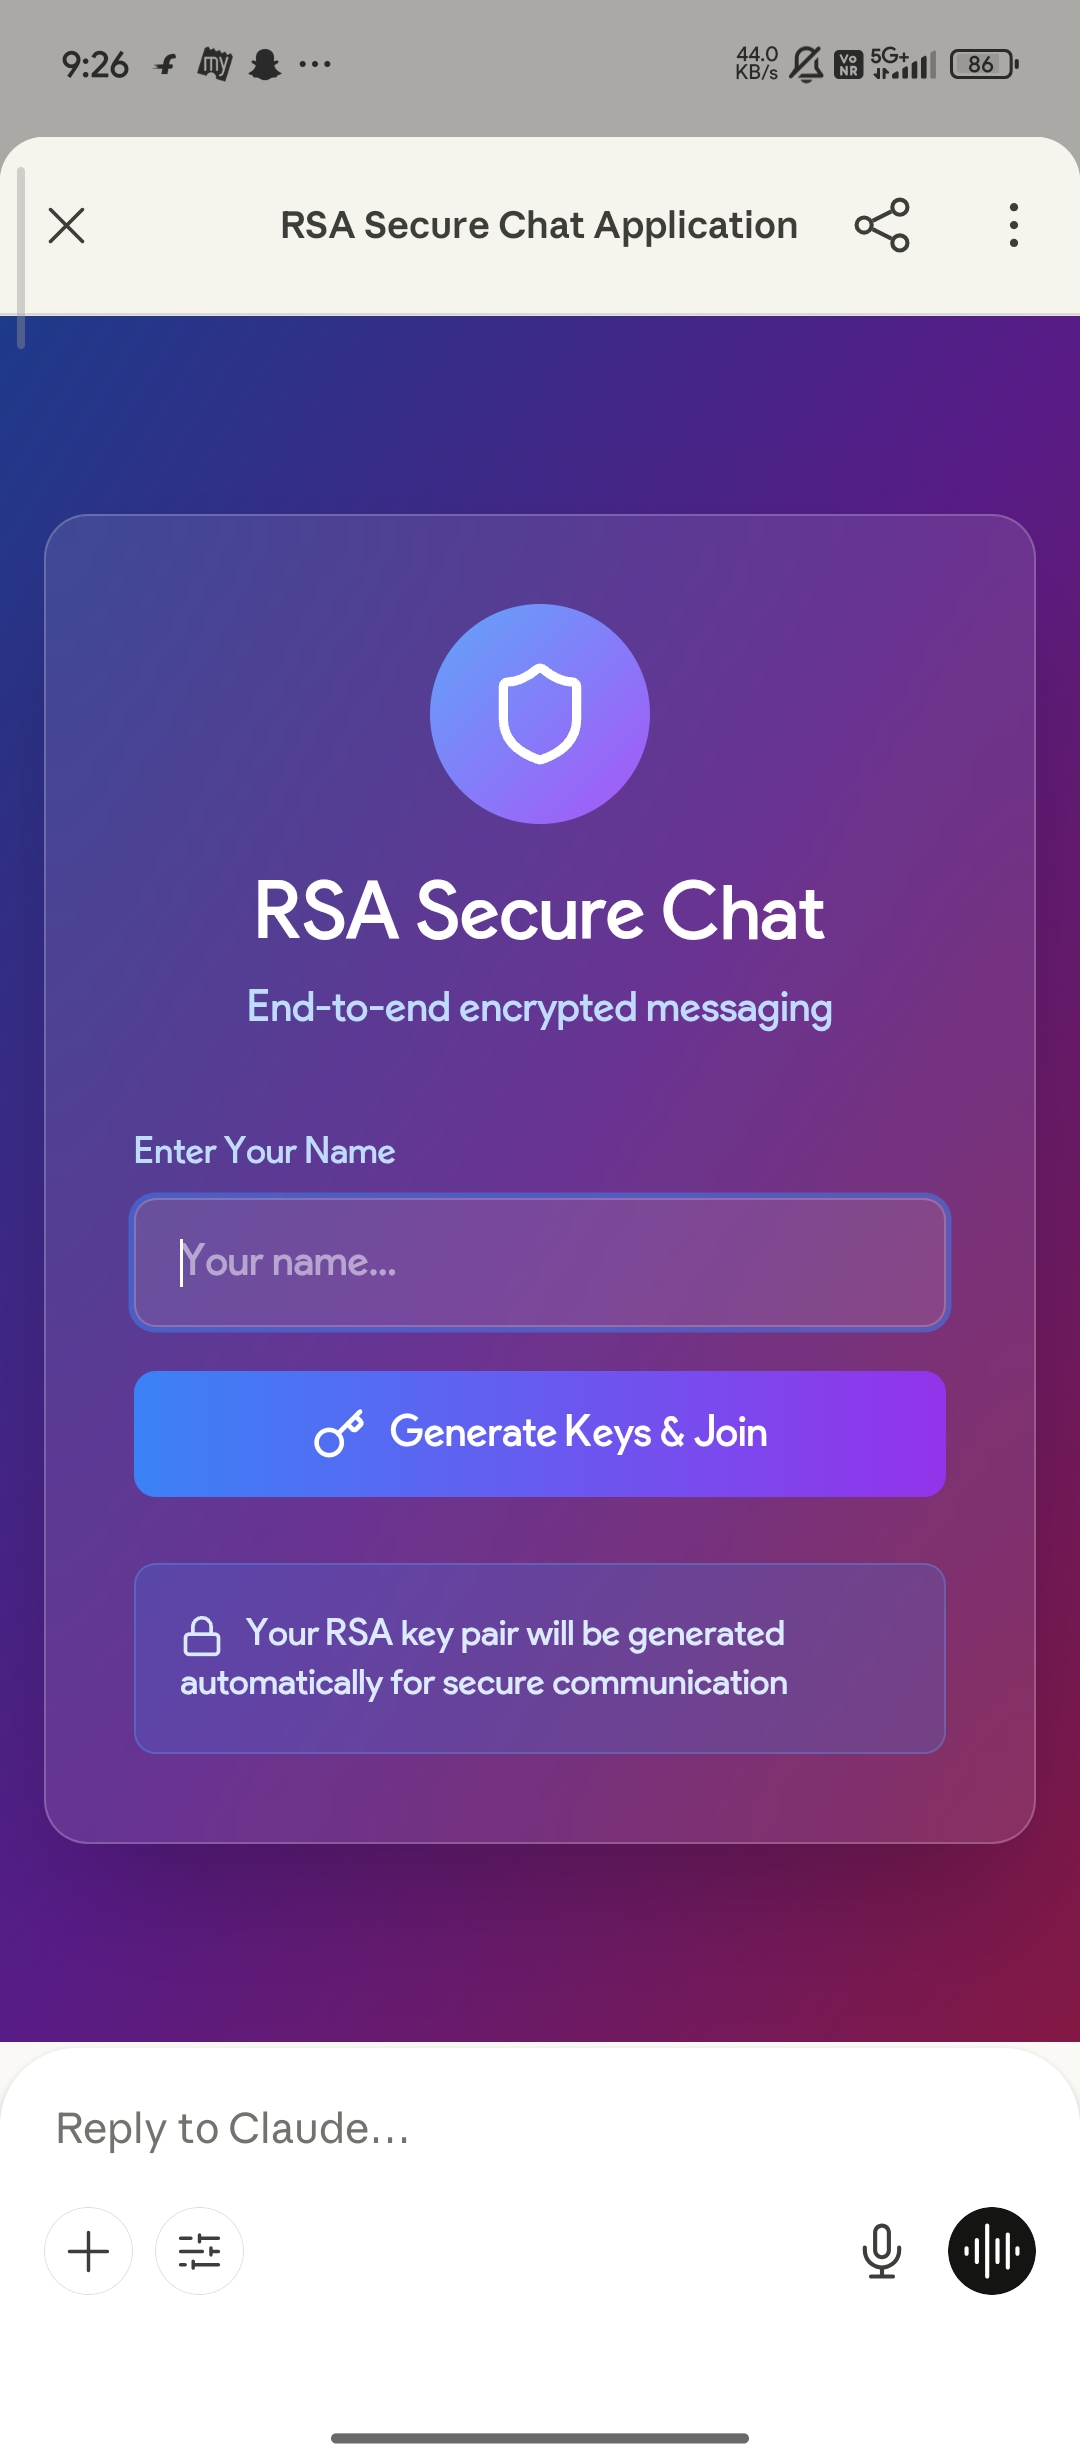 9:26 my ... 44.0 KB/s Vo NR 5G+ 86
RSA Secure Chat Application
RSA Secure Chat
End-to-end encrypted messaging
Enter Your Name
Your name...
Generate Keys & Join
Your RSA key pair will be generated
automatically for secure communication
Reply to Claude...